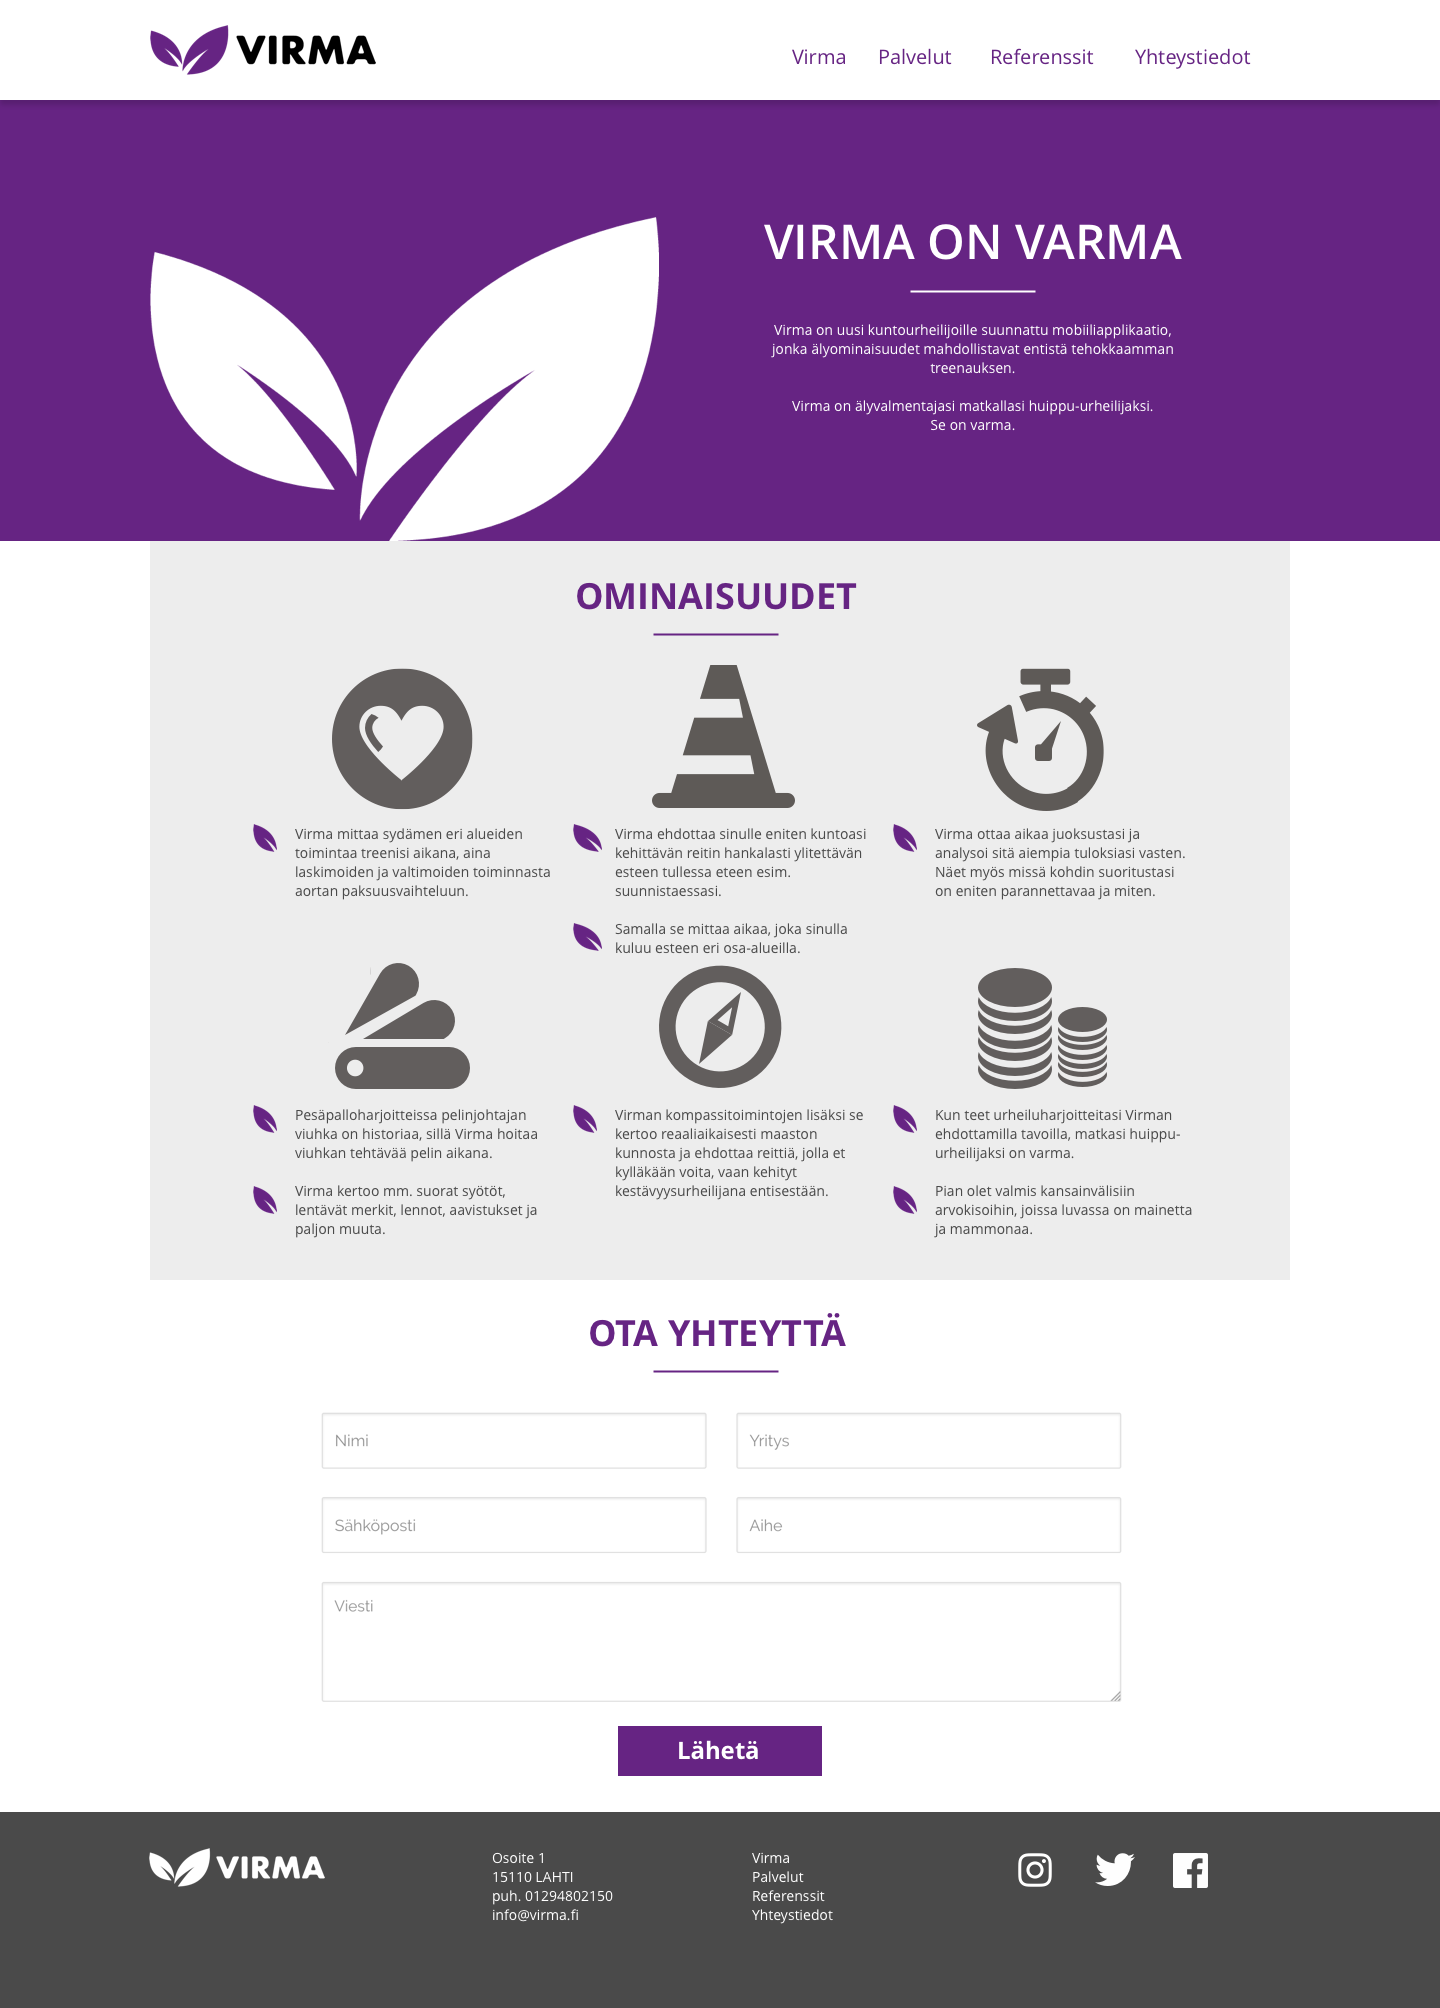 VIRMA
Virma
Palvelut
Referenssit
Yhteystiedot
VIRMA ON VARMA
Virma on uusi kuntourheilijoille suunnattu mobiiliapplikaatio,
jonka älyominaisuudet mahdollistavat entistä tehokkaamman
treenauksen.
Virma on älyvalmentajasi matkallasi huippu-urheilijaksi.
Se on varma.
OMINAISUUDET
Virma mittaa sydämen eri alueiden
toimintaa treenisi aikana, aina
laskimoiden ja valtimoiden toiminnasta
aortan paksuusvaihteluun.
Virma ehdottaa sinulle eniten kuntoasi
kehittävän reitin hankalasti ylitettävän
esteen tullessa eteen esim.
suunnistaessasi.
Samalla se mittaa aikaa, joka sinulla
kuluu esteen eri osa-alueilla.
Virma ottaa aikaa juoksustasi ja
analysoi sitä aiempia tuloksiasi vasten.
Näet myös missä kohdin suoritustasi
on eniten parannettavaa ja miten.
Pesäpalloharjoitteissa pelinjohtajan
viuhka on historiaa, sillä Virma hoitaa
viuhkan tehtävää pelin aikana.
Virma kertoo mm. suorat syötöt,
lentävät merkit, lennot, aavistukset ja
paljon muuta.
Virman kompassitoimintojen lisäksi se
kertoo reaaliaikaisesti maaston
kunnosta ja ehdottaa reittiä, jolla et
kylläkään voita, vaan kehityt
kestävyysurheilijana entisestään.
Kun teet urheiluharjoitteitasi Virman
ehdottamilla tavoilla, matkasi huippu-
urheilijaksi on varma.
Pian olet valmis kansainvälisiin
arvokisoihin, joissa luvassa on mainetta
ja mammonaa.
OTA YHTEYTTÄ
Nimi
Yritys
Sähköposti
Aihe
Viesti
Lähetä
VIRMA
Osoite 1
15110 LAHTI
puh. 01294802150
info@virma.fi
Virma
Palvelut
Referenssit
Yhteystiedot